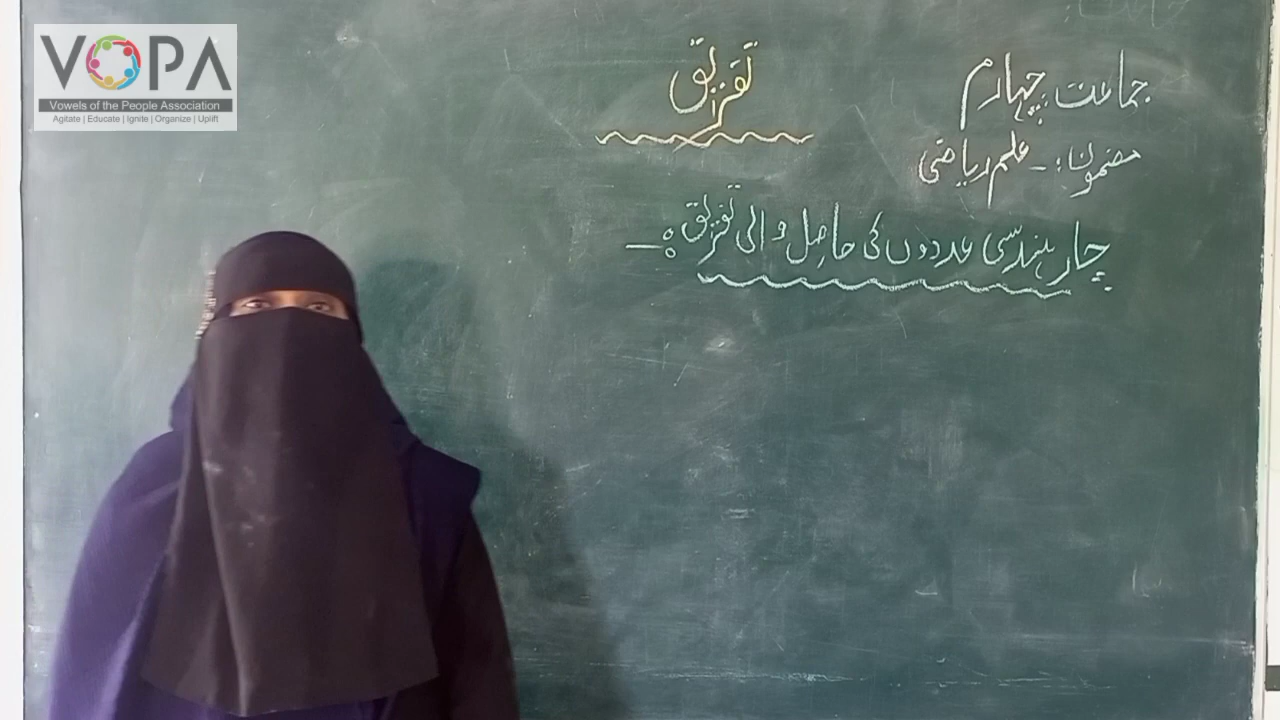 VOPA
Vowels of the People Association
Agitate | Educate | Ignite | Organize | Uplift
تفریق
جماعت چہارم
مضمون :- علم ریاضی
چار ہندسی عددوں کی حاصل والی تفریق :-